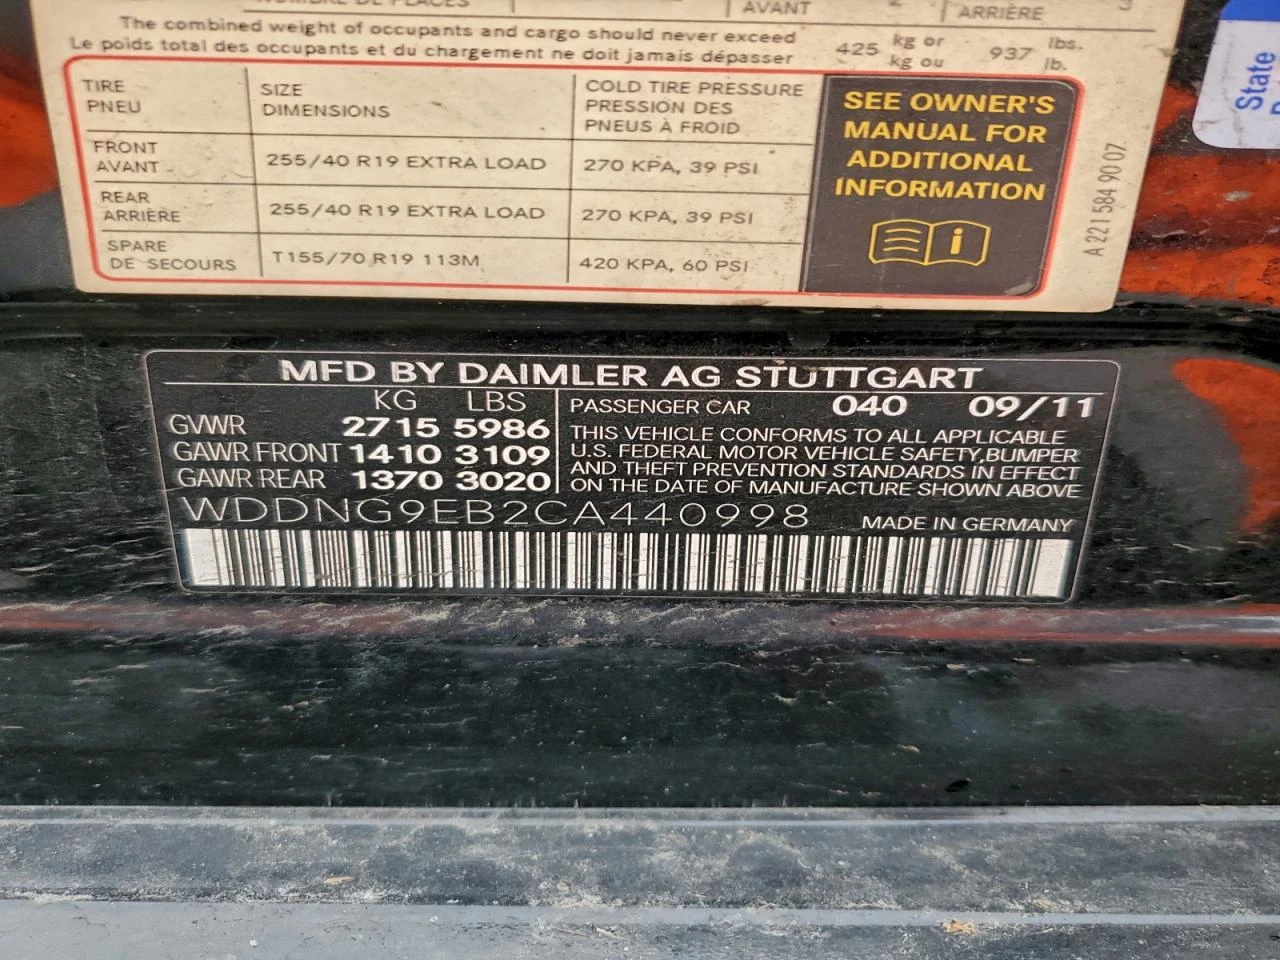 NOMBRE DE PLACES
AVANT
2
ARRIÈRE
3
The combined weight of occupants and cargo should never exceed
Le poids total des occupants et du chargement ne doit jamais dépasser
425 kg or 937 lbs.
kg ou lb.
TIRE SIZE COLD TIRE PRESSURE
PNEU DIMENSIONS PRESSION DES
PNEUS À FROID
FRONT
AVANT 255/40 R19 EXTRA LOAD 270 KPA, 39 PSI
REAR
ARRIÈRE 255/40 R19 EXTRA LOAD 270 KPA, 39 PSI
SPARE
DE SECOURS T155/70 R19 113M 420 KPA, 60 PSI
SEE OWNER'S
MANUAL FOR
ADDITIONAL
INFORMATION
A 221 584 90 07
State
MFD BY DAIMLER AG STUTTGART
KG LBS
GVWR 2715 5986
GAWR FRONT 1410 3109
GAWR REAR 1370 3020
PASSENGER CAR 040 09/11
THIS VEHICLE CONFORMS TO ALL APPLICABLE
U.S. FEDERAL MOTOR VEHICLE SAFETY, BUMPER
AND THEFT PREVENTION STANDARDS IN EFFECT
ON THE DATE OF MANUFACTURE SHOWN ABOVE
WDDNG9EB2CA440998 MADE IN GERMANY